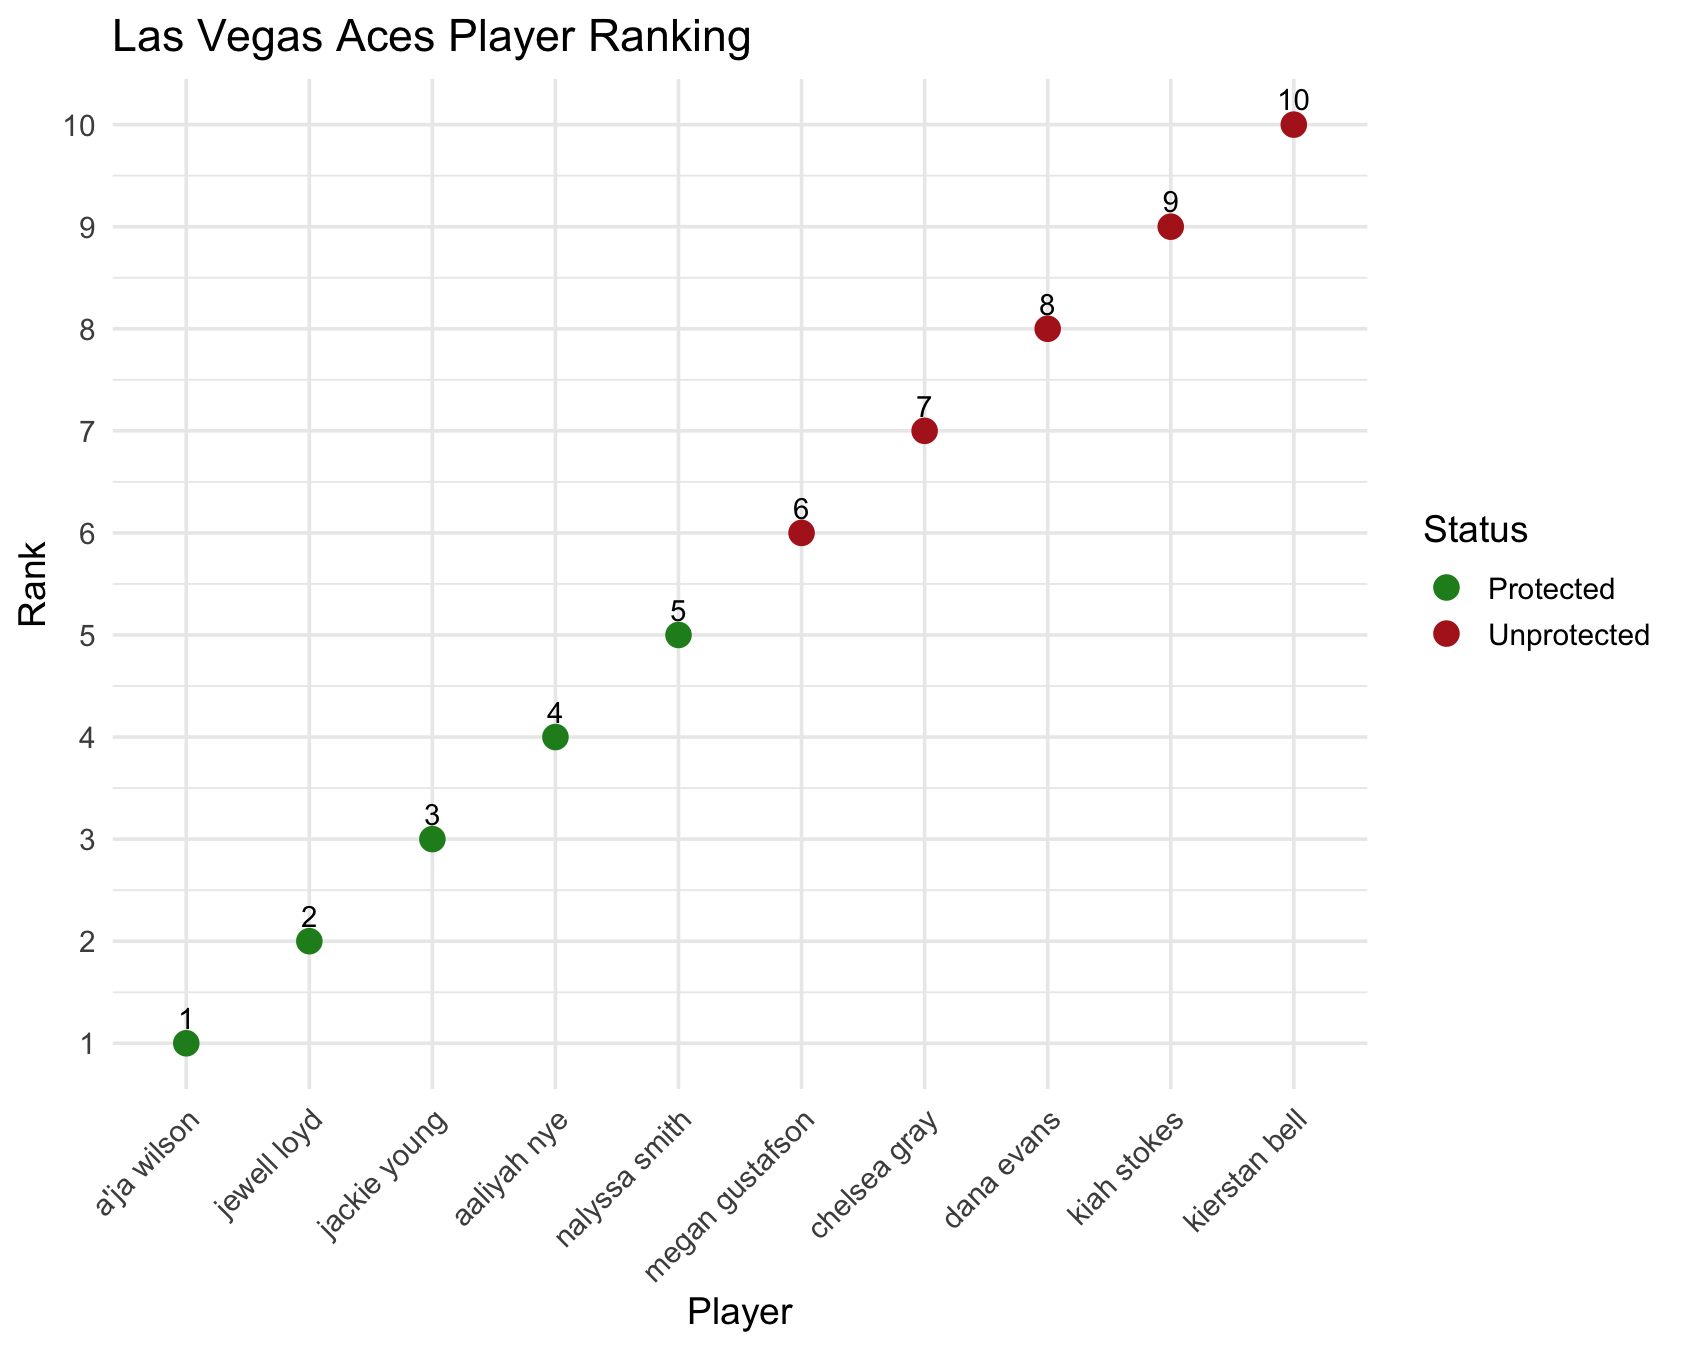 Las Vegas Aces Player Ranking
10
9
8
7
6
5
4
3
2
1
Rank
10
9
8
7
6
5
4
3
2
1
Status
Protected
Unprotected
a'ja wilson
jewell loyd
jackie young
aaliyah nye
nalyssa smith
megan gustafson
chelsea gray
dana evans
kiah stokes
kierstan bell
Player